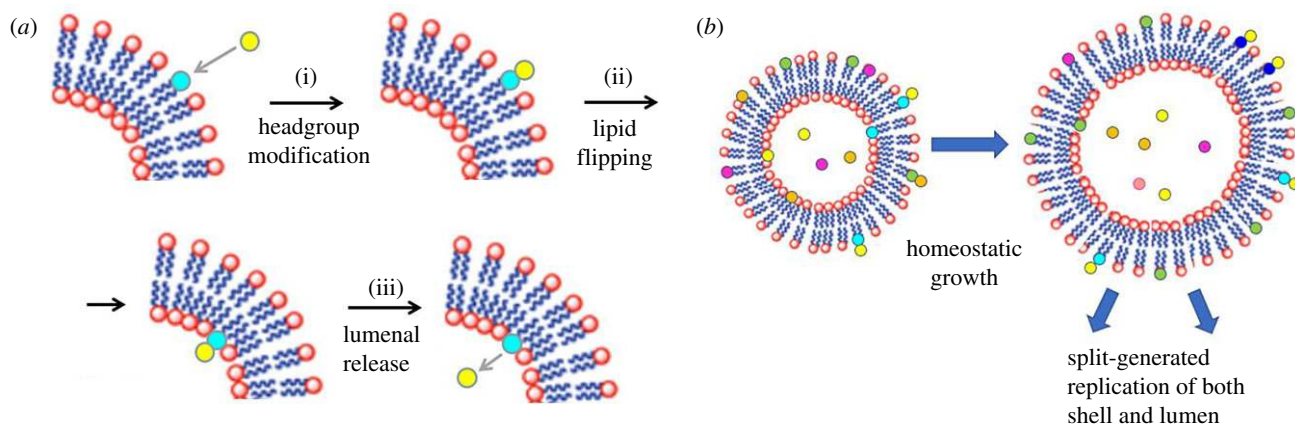 (a)
(i)
headgroup
modification
(ii)
lipid
flipping
(iii)
lumenal
release
(b)
homeostatic
growth
split-generated
replication of both
shell and lumen